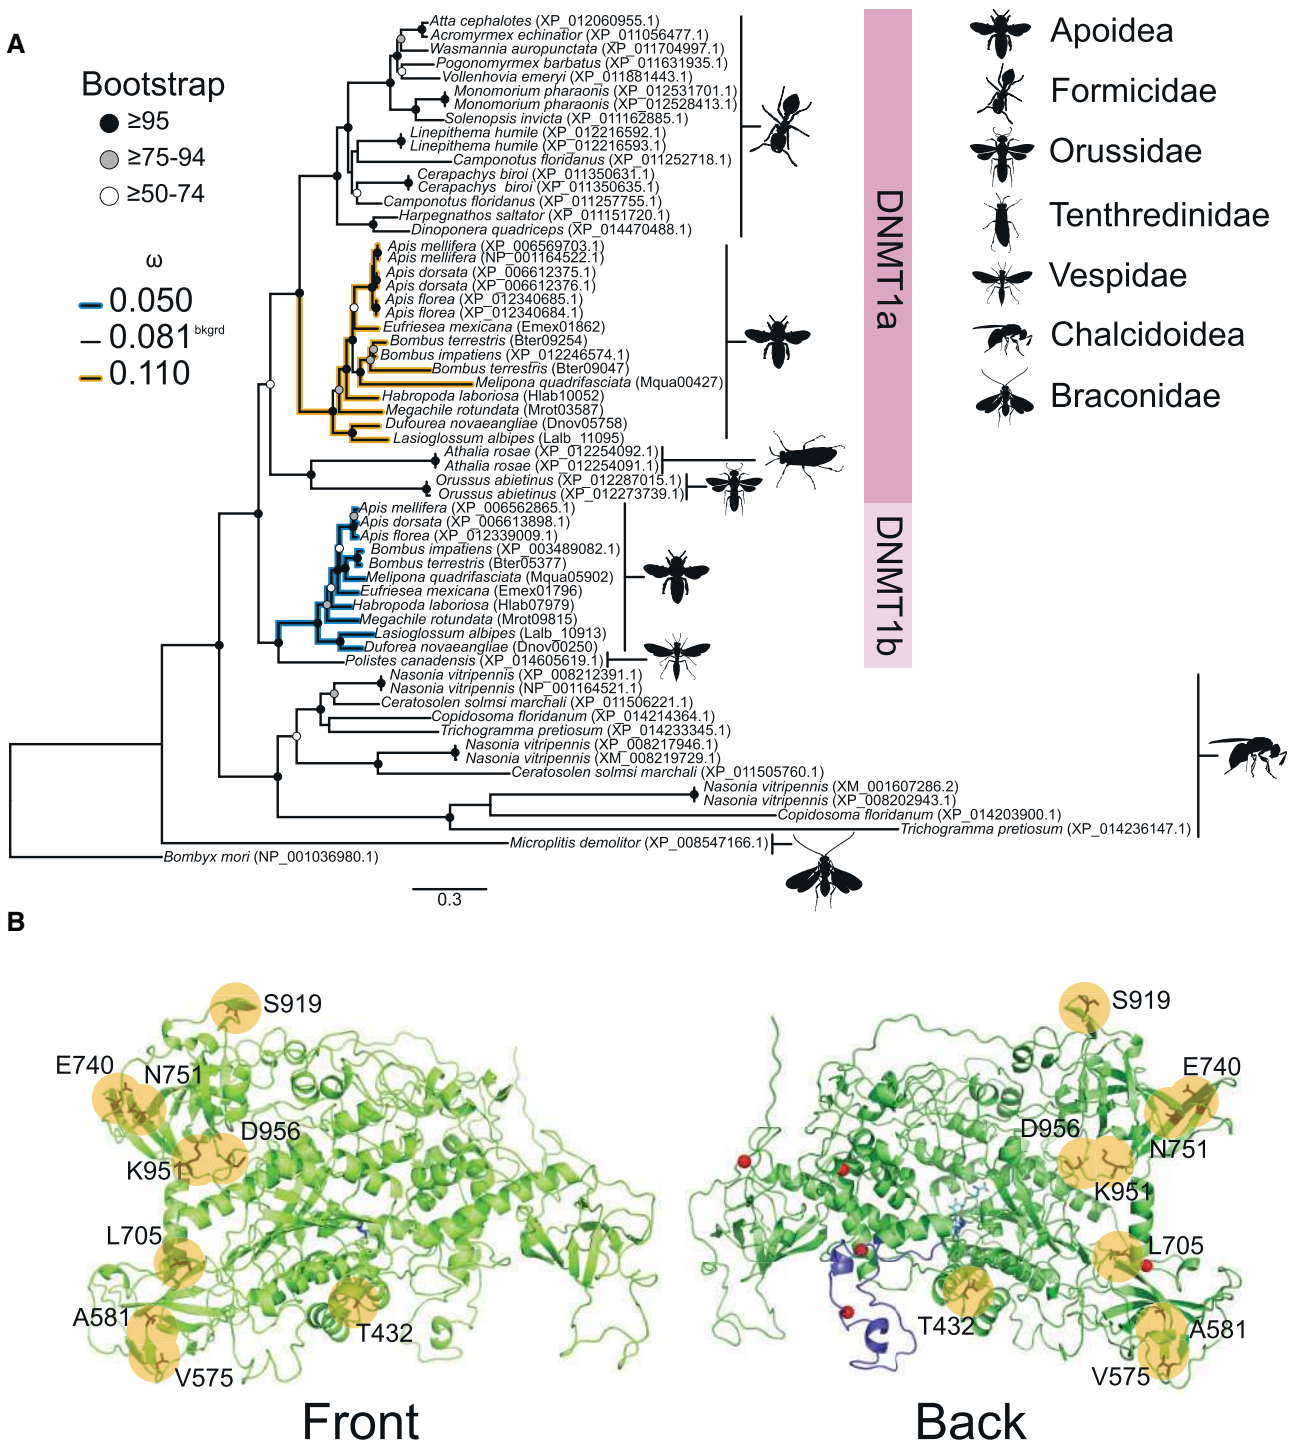 A
Bootstrap
≥95
≥75-94
≥50-74
ω
0.050
0.081 bkgrd
0.110
Atta cephalotes (XP_012060955.1)
Acromyrmex echinatior (XP_011056477.1)
Wasmannia auropunctata (XP_011704997.1)
Pogonomyrmex barbatus (XP_011631935.1)
Vollenhovia emeryi (XP_011881443.1)
Monomorium pharaonis (XP_012531701.1)
Monomorium pharaonis (XP_012528413.1)
Solenopsis invicta (XP_011162885.1)
Linepithema humile (XP_012216592.1)
Linepithema humile (XP_012216593.1)
Camponotus floridanus (XP_011252718.1)
Cerapachys biroi (XP_011350631.1)
Cerapachys biroi (XP_011350635.1)
Camponotus floridanus (XP_011257755.1)
Harpegnathos saltator (XP_011151720.1)
Dinoponera quadriceps (XP_014470488.1)
Apis mellifera (XP_006569703.1)
Apis mellifera (NP_001164522.1)
Apis dorsata (XP_006612375.1)
Apis dorsata (XP_006612376.1)
Apis florea (XP_012340685.1)
Apis florea (XP_012340684.1)
Eufriesea mexicana (Emex01862)
Bombus terrestris (Bter09254)
Bombus impatiens (XP_012246574.1)
Bombus terrestris (Bter09047)
Melipona quadrifasciata (Mqua00427)
Habropoda laboriosa (Hlab10052)
Megachile rotundata (Mrot03587)
Dufourea novaeangliae (Dnov05758)
Lasioglossum albipes (Lalb_11095)
Athalia rosae (XP_012254092.1)
Athalia rosae (XP_012254091.1)
Orussus abietinus (XP_012287015.1)
Orussus abietinus (XP_012273739.1)
Apis mellifera (XP_006562865.1)
Apis dorsata (XP_006613898.1)
Apis florea (XP_012339009.1)
Bombus impatiens (XP_003489082.1)
Bombus terrestris (Bter05377)
Melipona quadrifasciata (Mqua05902)
Eufriesea mexicana (Emex01796)
Habropoda laboriosa (Hlab07979)
Megachile rotundata (Mrot09815)
Lasioglossum albipes (Lalb_10913)
Duforea novaeangliae (Dnov00250)
Polistes canadensis (XP_014605619.1)
Nasonia vitripennis (XP_008212391.1)
Nasonia vitripennis (NP_001164521.1)
Ceratosolen solmsi marchali (XP_011506221.1)
Copidosoma floridanum (XP_014214364.1)
Trichogramma pretiosum (XP_014233345.1)
Nasonia vitripennis (XP_008217946.1)
Nasonia vitripennis (XM_008219729.1)
Ceratosolen solmsi marchali (XP_011505760.1)
Nasonia vitripennis (XM_001607286.2)
Nasonia vitripennis (XP_008202943.1)
Copidosoma floridanum (XP_014203900.1)
Trichogramma pretiosum (XP_014236147.1)
Microplitis demolitor (XP_008547166.1)
Bombyx mori (NP_001036980.1)
0.3
DNMT1a
DNMT1b
Apoidea
Formicidae
Orussidae
Tenthredinidae
Vespidae
Chalcidoidea
Braconidae
B
S919
E740
N751
D956
K951
L705
A581
T432
V575
Front
S919
E740
D956
N751
K951
L705
T432
A581
V575
Back